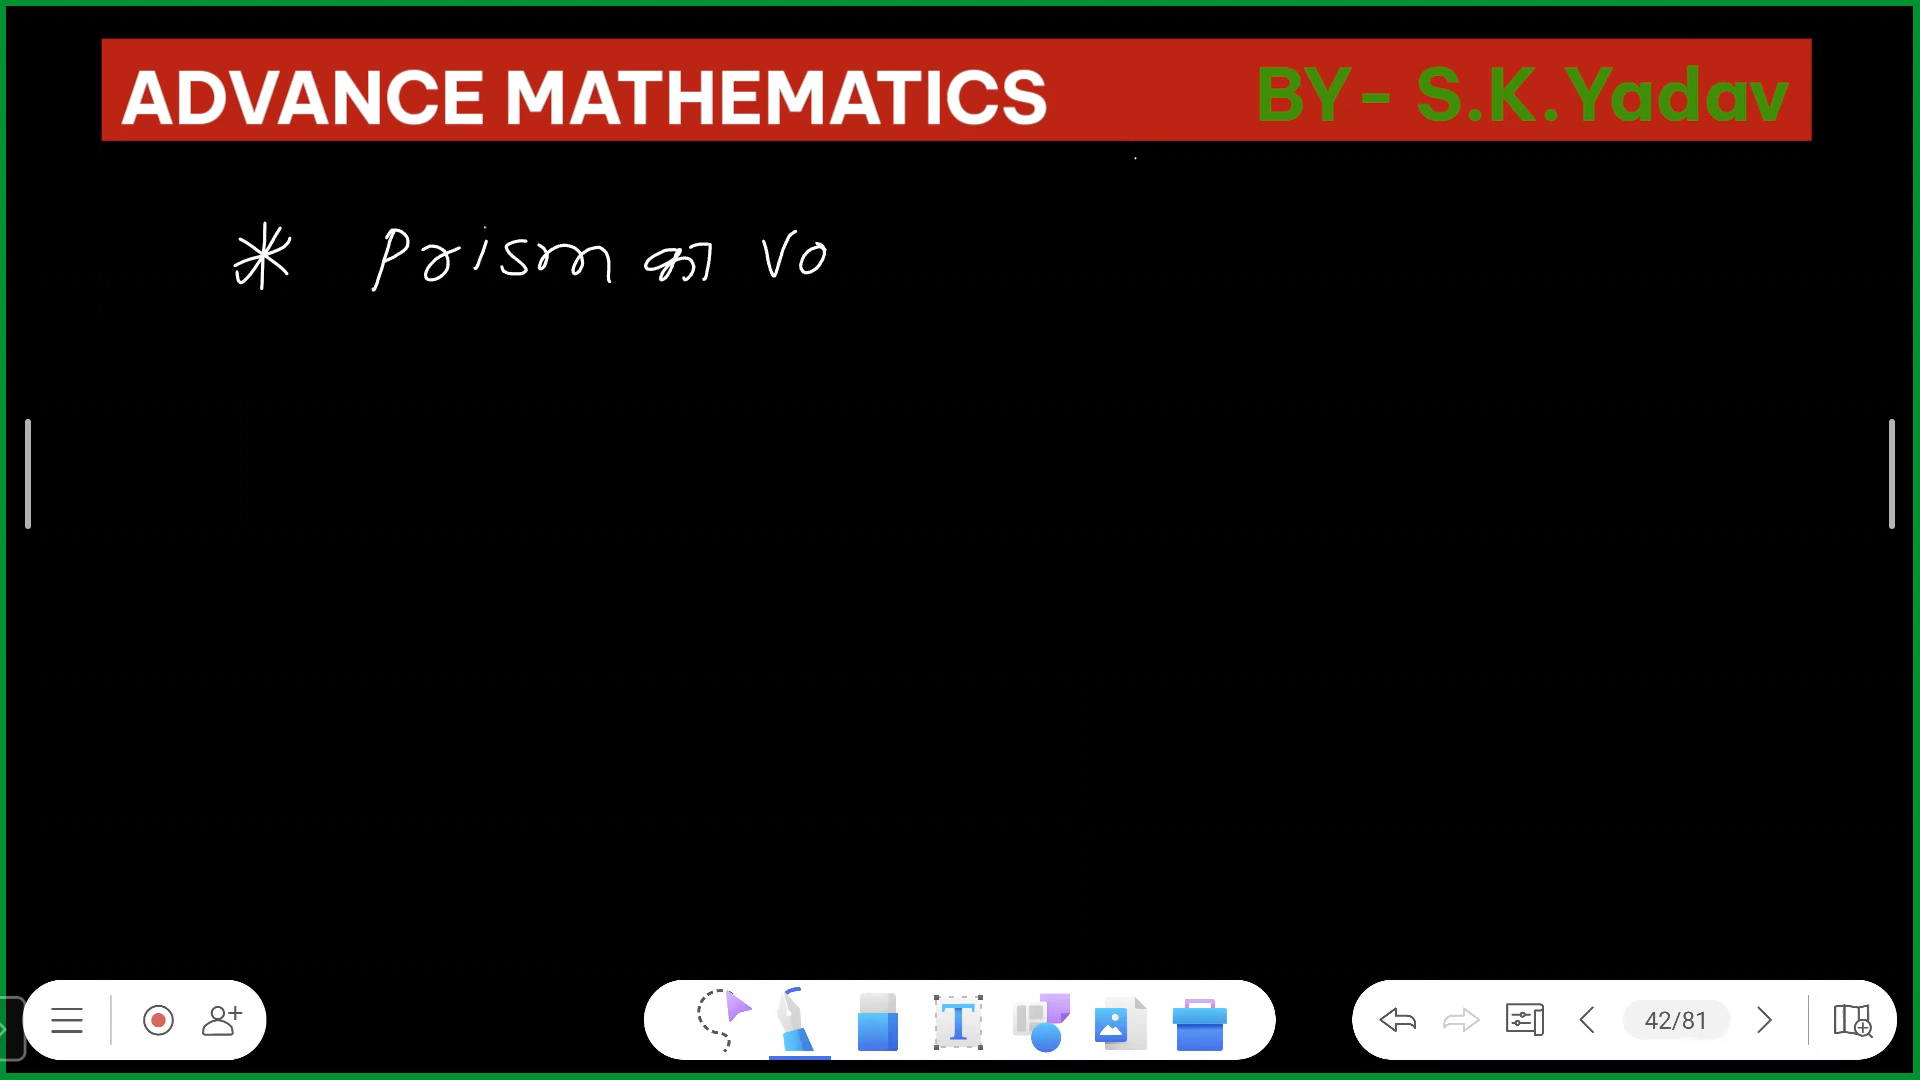 ADVANCE MATHEMATICS BY- S.K.Yadav
* Prism का Vo
42/81